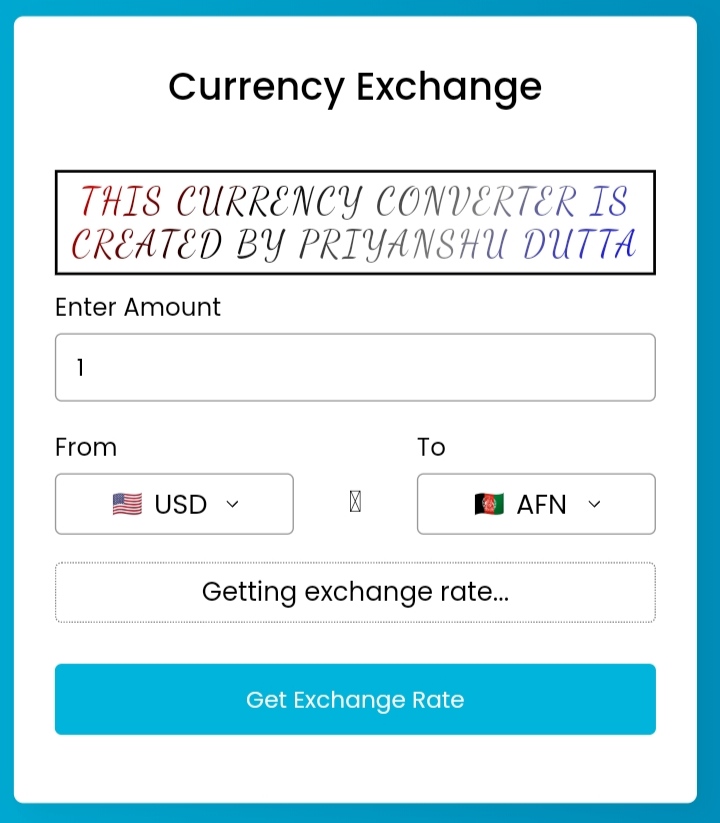 Currency Exchange
THIS CURRENCY CONVERTER IS
CREATED BY PRIYANSHU DUTTA
Enter Amount
1
From
To
USD
AFN
Getting exchange rate...
Get Exchange Rate